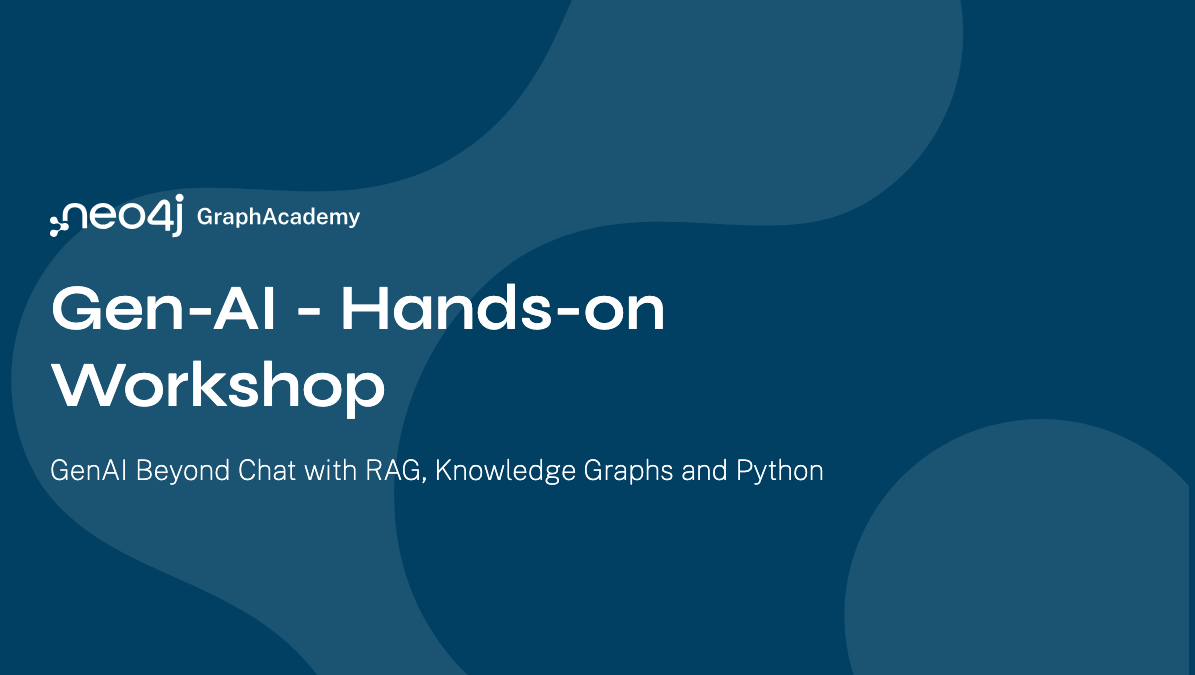 neo4j GraphAcademy
Gen-AI - Hands-on
Workshop
GenAI Beyond Chat with RAG, Knowledge Graphs and Python